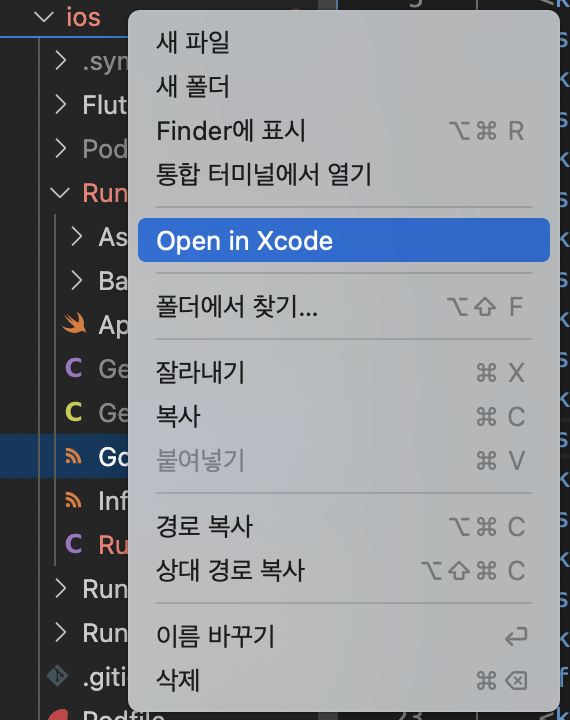 ios
새 파일
.sym
새 폴더
Flut
Finder에 표시 ⌥⌘ R
Pod
통합 터미널에서 열기
Run
As
Open in Xcode
Ba
폴더에서 찾기... ⌥⇧ F
Ap
잘라내기 ⌘ X
C Ge
복사 ⌘ C
C Ge
붙여넣기 ⌘ V
Go
Inf
경로 복사 ⌥⌘ C
C Ru
상대 경로 복사 ⌥⇧⌘ C
Run
이름 바꾸기 ↩
Run
삭제 ⌘⌫
.giti
23